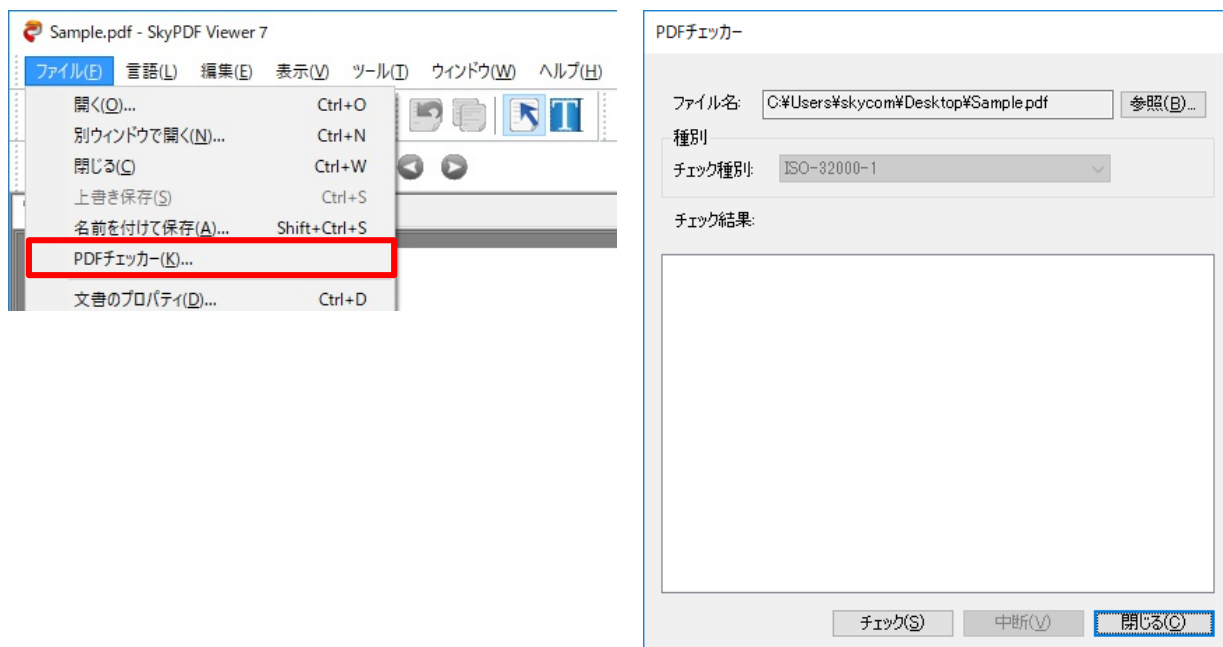 Sample.pdf - SkyPDF Viewer 7
ファイル(F) 言語(L) 編集(E) 表示(V) ツール(T) ウィンドウ(W) ヘルプ(H)
開く(O)... Ctrl+O
別ウィンドウで開く(N)... Ctrl+N
閉じる(C) Ctrl+W
上書き保存(S) Ctrl+S
名前を付けて保存(A)... Shift+Ctrl+S
PDFチェッカー(K)...
文書のプロパティ(D)... Ctrl+D
PDFチェッカー
ファイル名: C:¥Users¥skycom¥Desktop¥Sample.pdf 参照(B)...
種別
チェック種別: ISO-32000-1
チェック結果:
チェック(S) 中断(V) 閉じる(C)